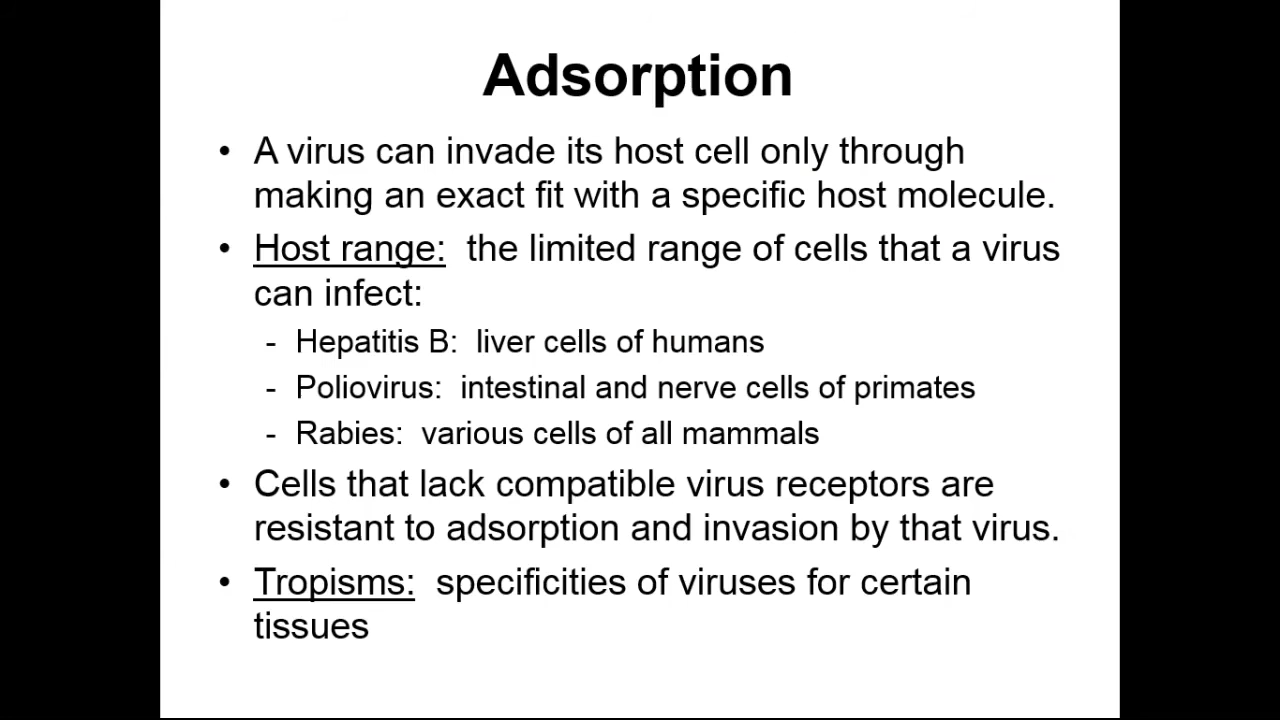 Adsorption
• A virus can invade its host cell only through
making an exact fit with a specific host molecule.
• Host range: the limited range of cells that a virus
can infect:
- Hepatitis B: liver cells of humans
- Poliovirus: intestinal and nerve cells of primates
- Rabies: various cells of all mammals
• Cells that lack compatible virus receptors are
resistant to adsorption and invasion by that virus.
• Tropisms: specificities of viruses for certain
tissues